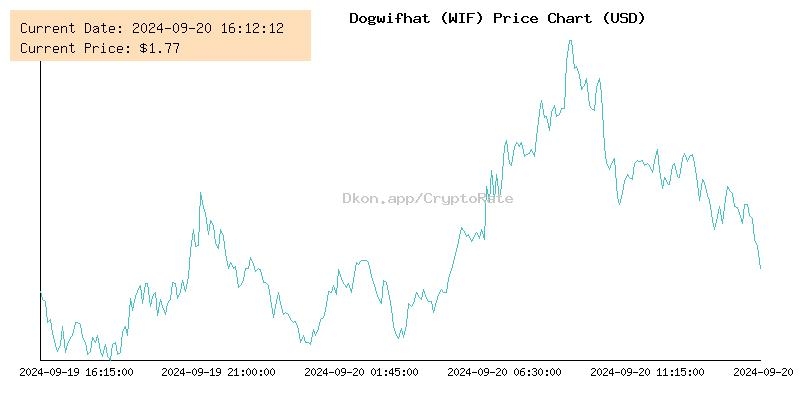 Dogwifhat (WIF) Price Chart (USD)
Current Date: 2024-09-20 16:12:12
Current Price: $1.77
Dkon.app/CryptoRate
2024-09-19 16:15:00
2024-09-19 21:00:00
2024-09-20 01:45:00
2024-09-20 06:30:00
2024-09-20 11:15:00
2024-09-20